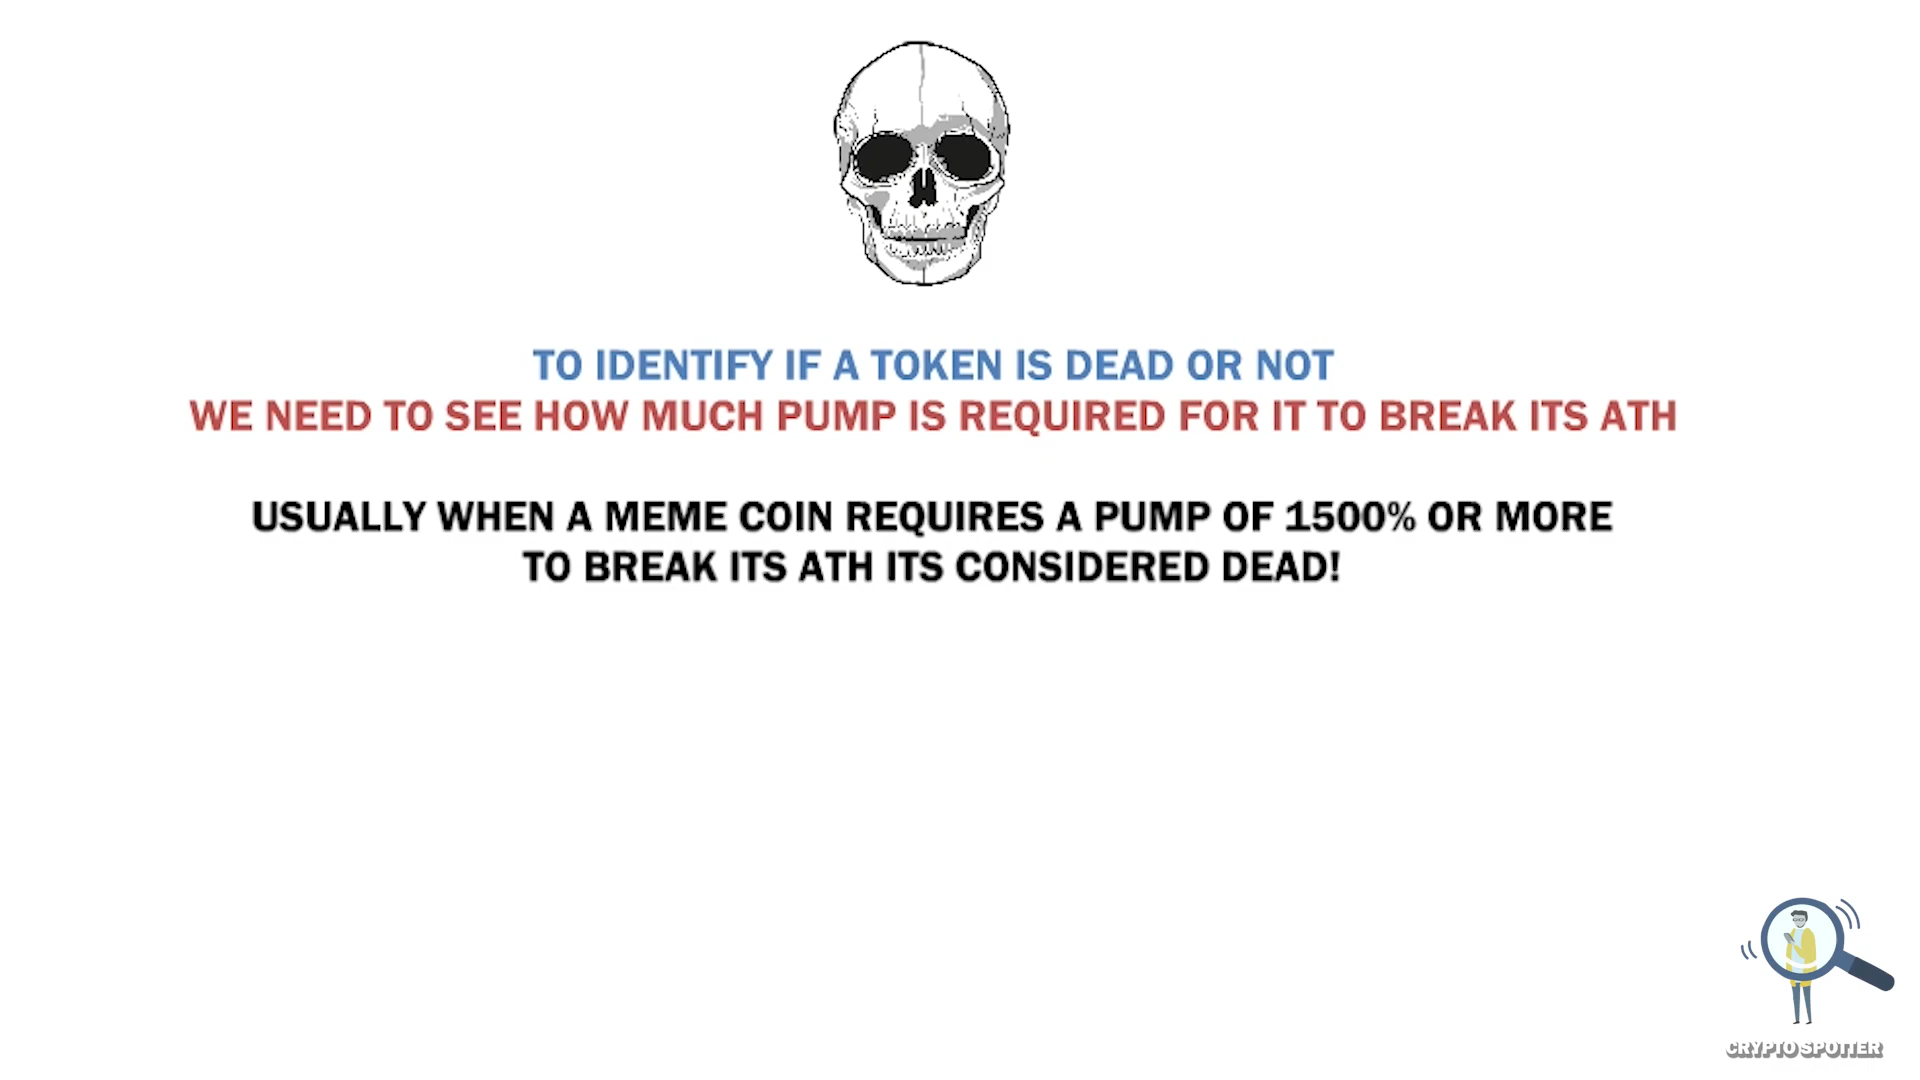 TO IDENTIFY IF A TOKEN IS DEAD OR NOT
WE NEED TO SEE HOW MUCH PUMP IS REQUIRED FOR IT TO BREAK ITS ATH
USUALLY WHEN A MEME COIN REQUIRES A PUMP OF 1500% OR MORE
TO BREAK ITS ATH ITS CONSIDERED DEAD!
CRYPTO SPOTTER